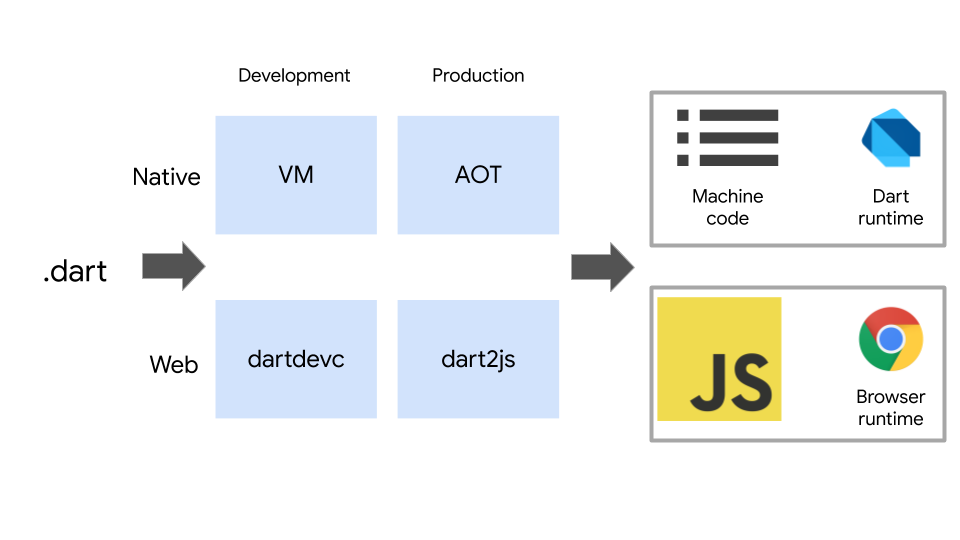 Development
Production
Native
VM
AOT
Machine
code
Dart
runtime
.dart
Web
dartdevc
dart2js
JS
Browser
runtime